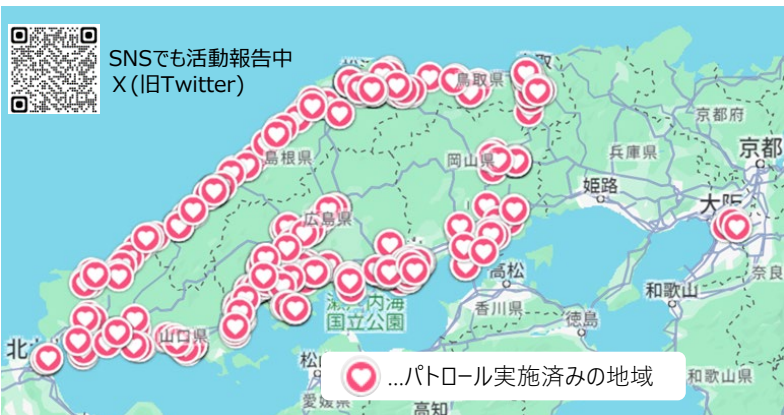 SNSでも活動報告中
X(旧Twitter)
鳥取県
京都府
京都
島根県
岡山県
兵庫県
姫路
大阪
広島県
奈良
高松
和歌山
瀬戸内海
国立公園
香川県
徳島
山口県
北
松
愛媛県
高知
和歌山県
…パトロール実施済みの地域